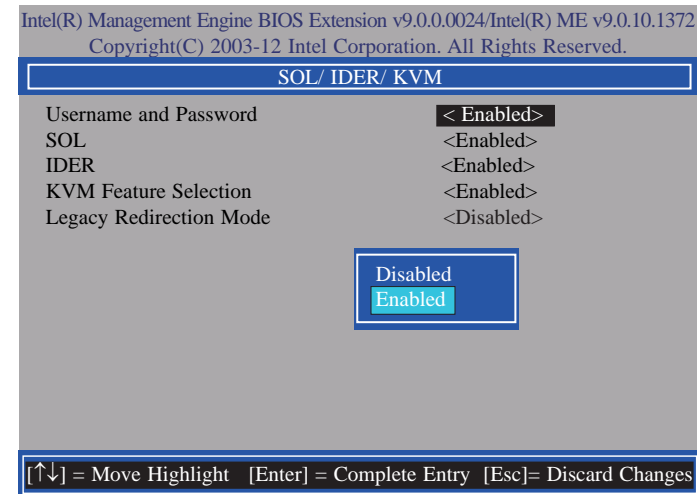 Intel(R) Management Engine BIOS Extension v9.0.0.0024/Intel(R) ME v9.0.10.1372
Copyright(C) 2003-12 Intel Corporation. All Rights Reserved.
SOL/ IDER/ KVM
Username and Password < Enabled>
SOL <Enabled>
IDER <Enabled>
KVM Feature Selection <Enabled>
Legacy Redirection Mode <Disabled>
Disabled
Enabled
[↑↓] = Move Highlight [Enter] = Complete Entry [Esc]= Discard Changes